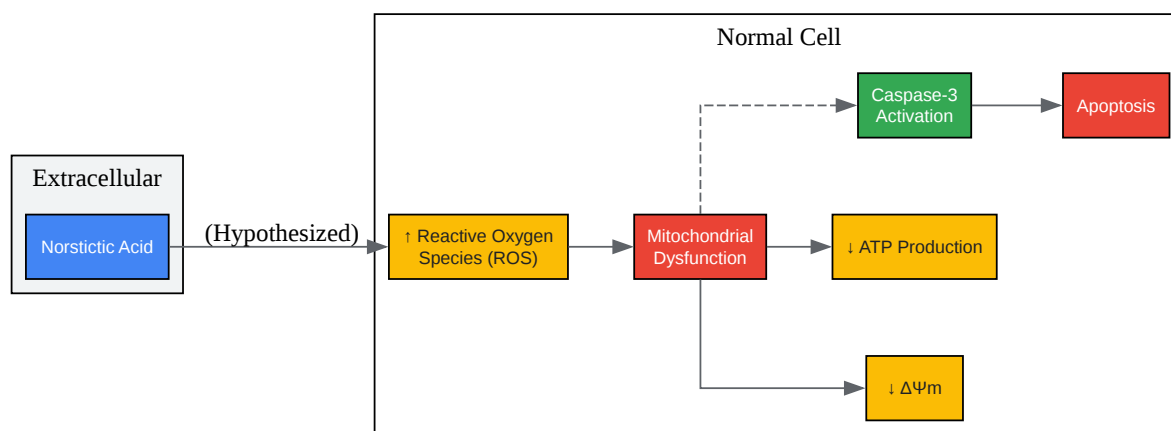 Normal Cell
Caspase-3
Activation
Apoptosis
Extracellular
Norstictic Acid
(Hypothesized)
↑ Reactive Oxygen
Species (ROS)
Mitochondrial
Dysfunction
↓ ATP Production
↓ ΔΨm